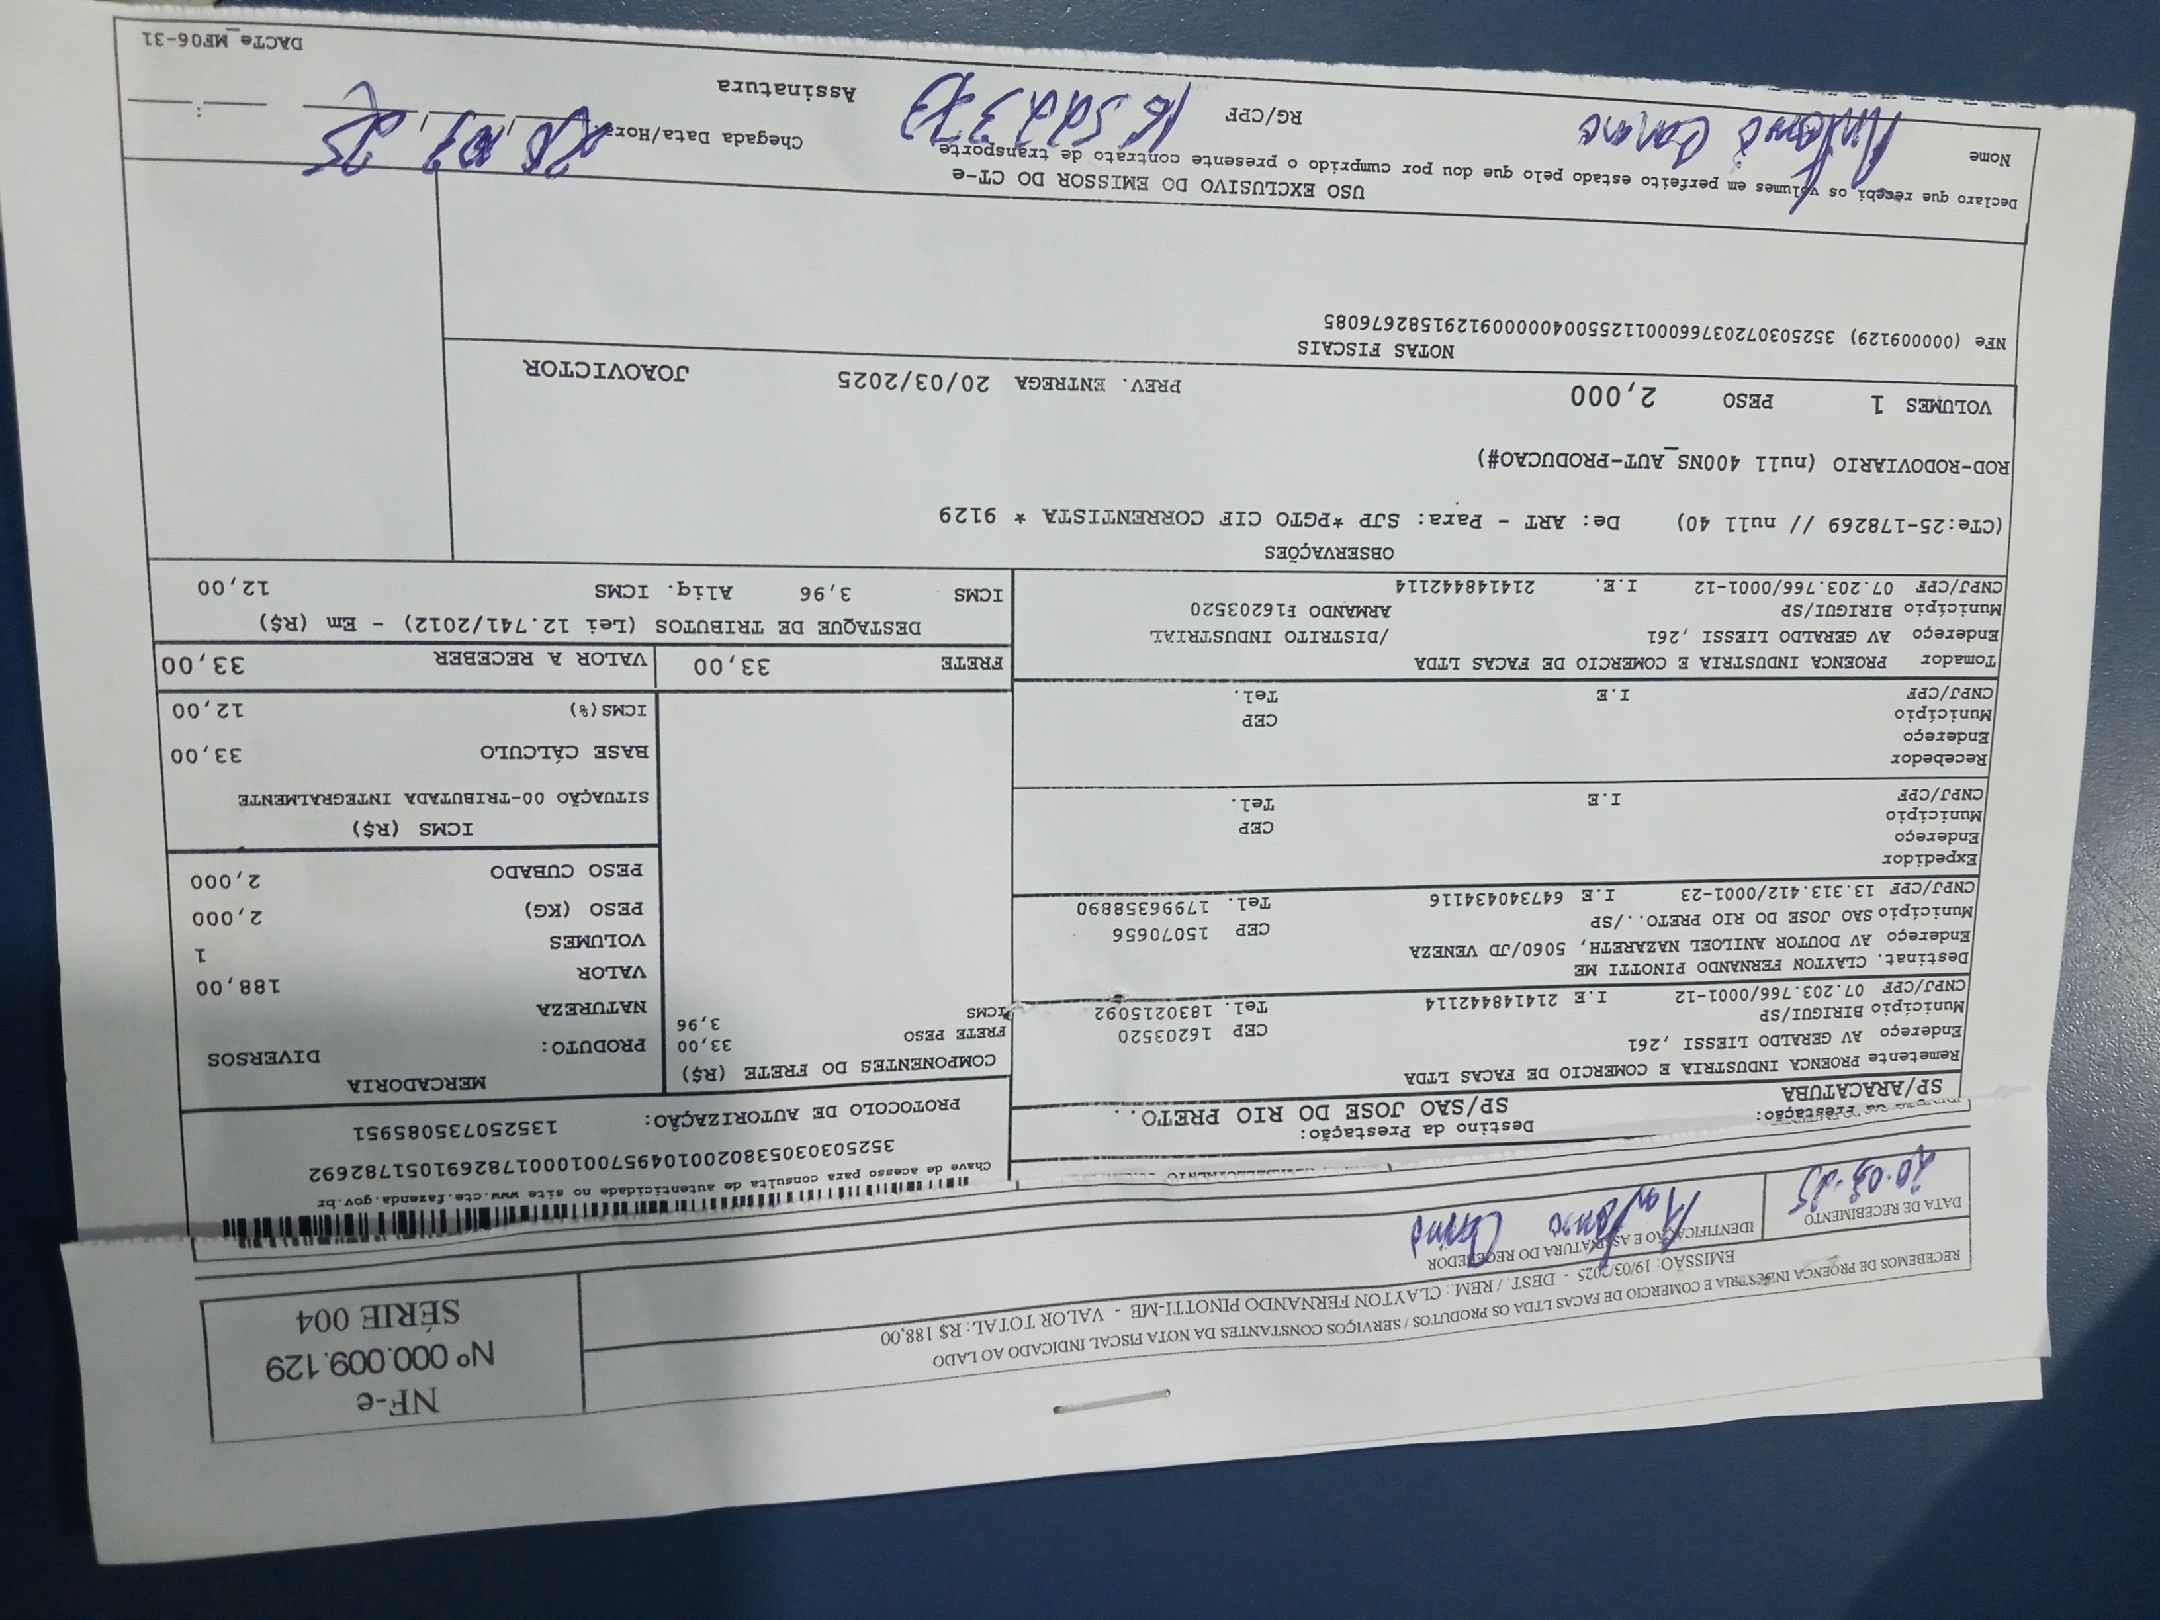 NF-e
Nº 000.009.129
SÉRIE 004
RECEBEMOS DE PROENCA INDUSTRIA E COMERCIO DE FACAS LTDA OS PRODUTOS / SERVIÇOS CONSTANTES DA NOTA FISCAL INDICADO AO LADO
EMISSÃO: 19/03/2025 - DEST. / REM.: CLAYTON FERNANDO PINOTTI-ME - VALOR TOTAL: R$ 188,00
DATA DE RECEBIMENTO
20-03-25
IDENTIFICAÇÃO E ASSINATURA DO RECEBEDOR
Chave de acesso para consulta de autenticidade no site www.cte.fazenda.gov.br
35250303053802001049570010001782691051782692
PROTOCOLO DE AUTORIZAÇÃO: 135250735085951
Prestação:
SP/ARACATUBA
Destino da Prestação:
SP/SAO JOSE DO RIO PRETO...
Remetente PROENCA INDUSTRIA E COMERCIO DE FACAS LTDA
Endereço AV GERALDO LIESSI ,261 CEP 16203520
Município BIRIGUI/SP Tel. 1830215092
CNPJ/CPF 07.203.766/0001-12 I.E 214148442114
Destinat. CLAYTON FERNANDO PINOTTI ME
Endereço AV DOUTOR ANILOEL NAZARETH, 5060/JD VENEZA
Município SAO JOSE DO RIO PRETO../SP CEP 15070656
CNPJ/CPF 13.313.412/0001-23 I.E 647340434116 Tel. 17996358890
Expedidor
Endereço
Município CEP
CNPJ/CPF I.E Tel.
Recebedor
Endereço
Município CEP
CNPJ/CPF I.E Tel.
Tomador PROENCA INDUSTRIA E COMERCIO DE FACAS LTDA
Endereço AV GERALDO LIESSI ,261 /DISTRITO INDUSTRIAL
Município BIRIGUI/SP ARMANDO F16203520
CNPJ/CPF 07.203.766/0001-12 I.E. 214148442114
COMPONENTES DO FRETE (R$)
FRETE PESO 33,00
ICMS 3,96
MERCADORIA
PRODUTO: DIVERSOS
NATUREZA
VALOR 188,00
VOLUMES 1
PESO (KG) 2,000
PESO CUBADO 2,000
ICMS (R$)
SITUAÇÃO 00-TRIBUTADA INTEGRALMENTE
BASE CÁLCULO 33,00
ICMS(%) 12,00
FRETE 33,00 VALOR A RECEBER 33,00
DESTAQUE DE TRIBUTOS (Lei 12.741/2012) - Em (R$)
ICMS 3,96 Aliq. ICMS 12,00
OBSERVAÇÕES
(CTe:25-178269 // null 40) De: ART - Para: SJP *PGTO CIF CORRENTISTA * 9129
ROD-RODOVIARIO (null 400NS_AUT-PRODUCAO#)
VOLUMES 1 PESO 2,000 PREV. ENTREGA 20/03/2025 JOAOVICTOR
NOTAS FISCAIS
NFe (000009129) 35250307203766000112550040000091291582676085
USO EXCLUSIVO DO EMISSOR DO CT-e
Declaro que recebi os volumes em perfeito estado pelo que dou por cumprido o presente contrato de transporte
Nome
RG/CPF
Assinatura
Chegada Data/Hora
DACTe_MF06-31